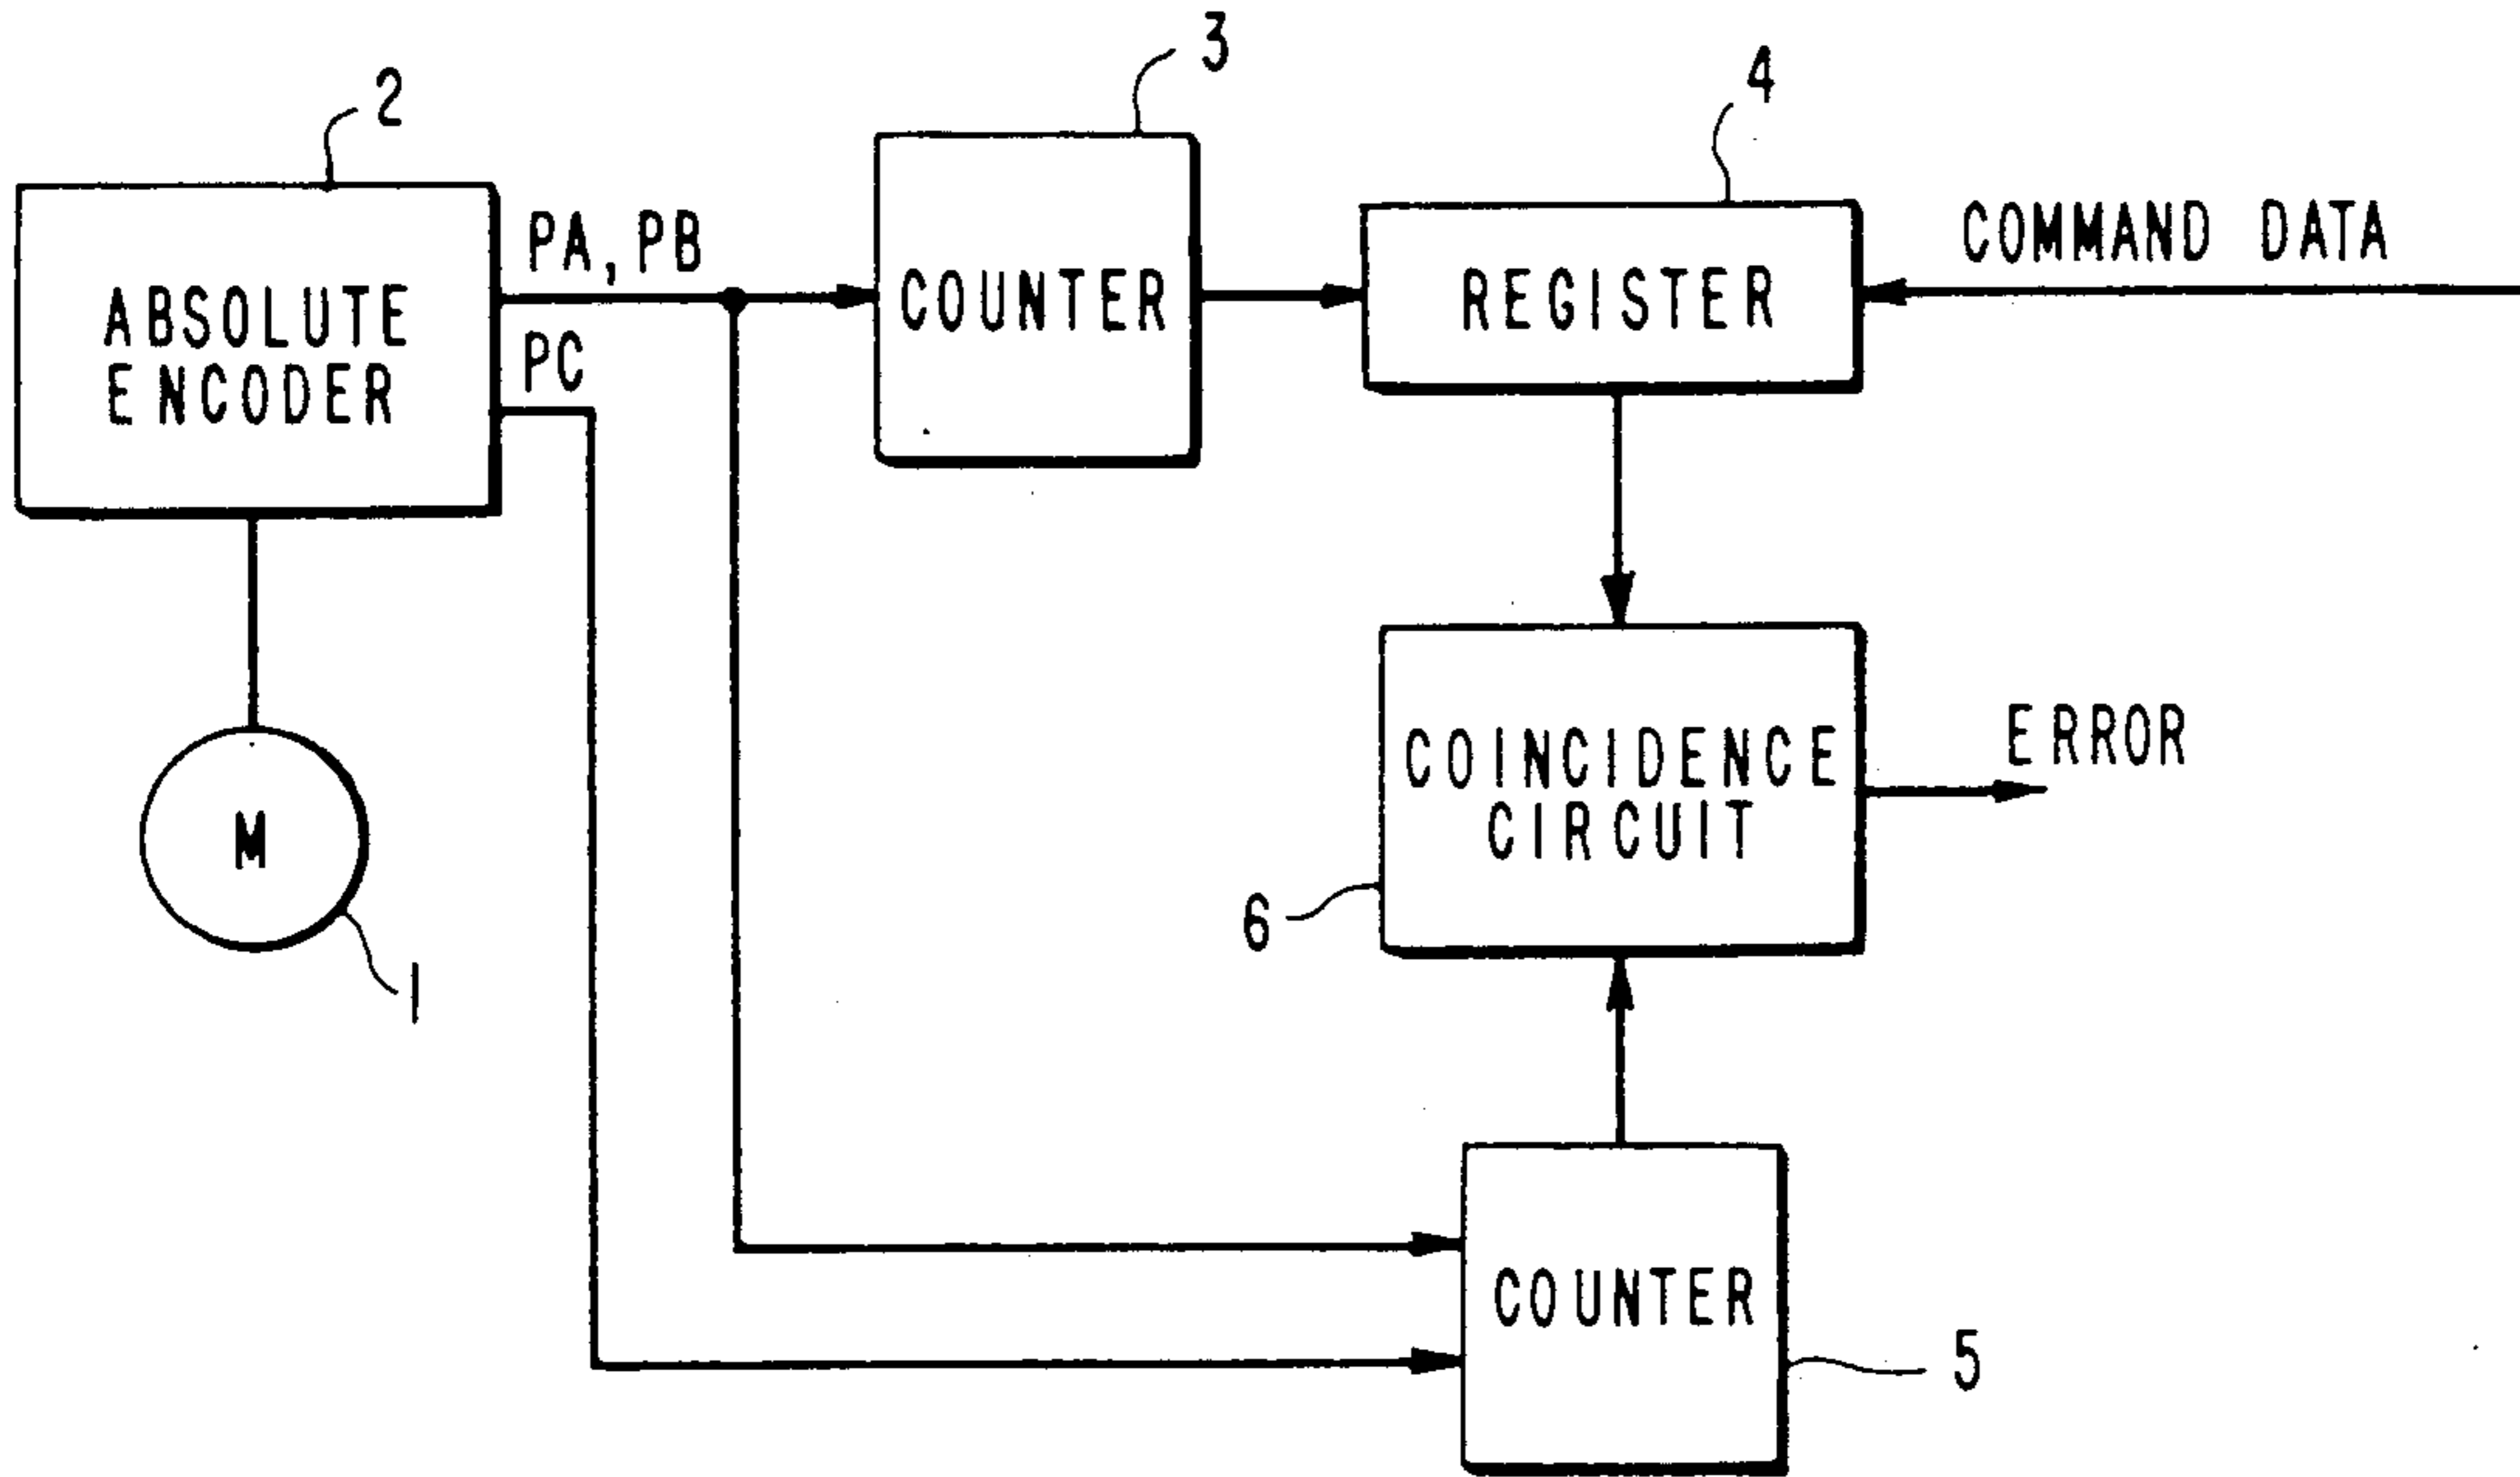 2
3
4
ABSOLUTE
ENCODER
PA, PB
PC
COUNTER
REGISTER
COMMAND DATA
M
1
COINCIDENCE
CIRCUIT
6
ERROR
COUNTER
5